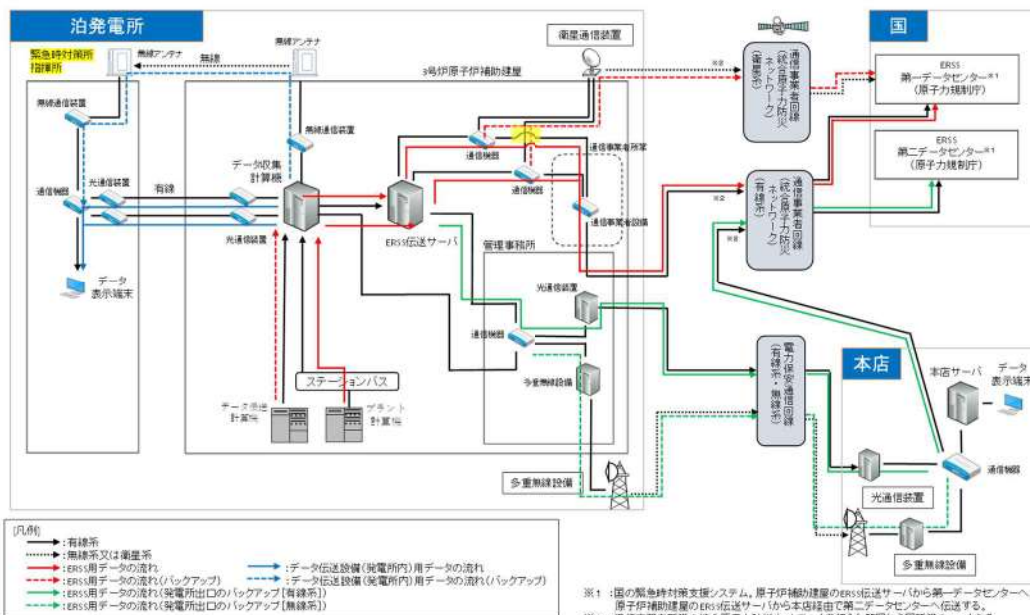 泊発電所
緊急時対策所
指揮所
無線アンテナ
無線
無線アンテナ
3号炉原子炉補助建屋
衛星通信装置
※2
通信事業者回線
(統合原子力防災
ネットワーク)
(衛星系)
国
ERSS
第一データセンター※1
(原子力規制庁)
ERSS
第二データセンター※1
(原子力規制庁)
無線通信装置
無線通信装置
データ収集
計算機
通信機器
通信事業者所掌
通信機器
通信事業者設備
通信機器
光通信装置
有線
光通信装置
ERSS伝送サーバ
※2
通信事業者回線
(統合原子力防災
ネットワーク)
(有線系)
データ
表示端末
管理事務所
光通信装置
通信機器
多重無線設備
電力保安通信回線
(有線系・無線系)
ステーションバス
データ伝送
計算機
プラント
計算機
多重無線設備
本店
本店サーバ
データ
表示端末
通信機器
光通信装置
多重無線設備
[凡例]
:有線系
:無線系又は衛星系
:ERSS用データの流れ
:データ伝送設備(発電所内)用データの流れ
:ERSS用データの流れ(バックアップ)
:データ伝送設備(発電所内)用データの流れ(バックアップ)
:ERSS用データの流れ(発電所出口のバックアップ[有線系])
:ERSS用データの流れ(発電所出口のバックアップ[無線系])
※1 :国の緊急時対策支援システム。原子炉補助建屋のERSS伝送サーバから第一データセンターへ、
原子炉補助建屋のERSS伝送サーバから本店経由で第二データセンターへ伝送する。